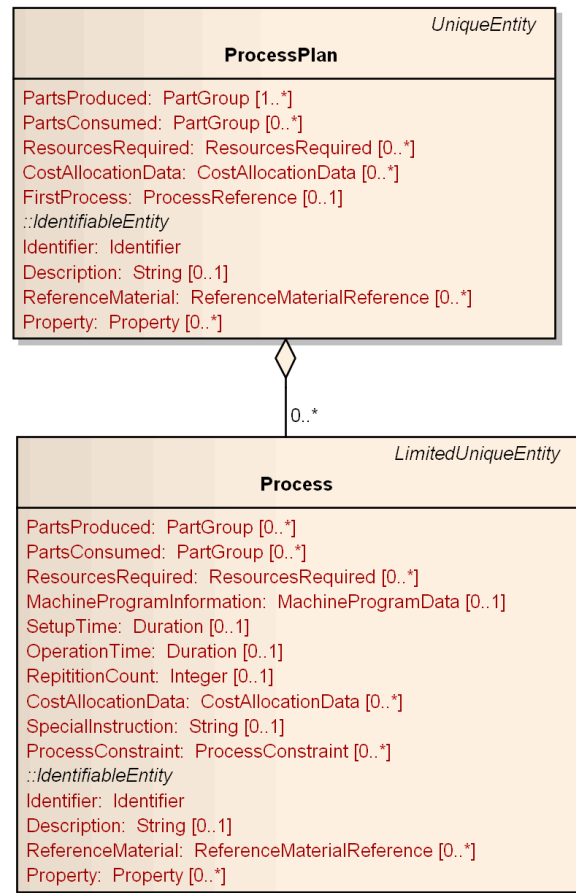 UniqueEntity
ProcessPlan
PartsProduced: PartGroup [1..*]
PartsConsumed: PartGroup [0..*]
ResourcesRequired: ResourcesRequired [0..*]
CostAllocationData: CostAllocationData [0..*]
FirstProcess: ProcessReference [0..1]
::IdentifiableEntity
Identifier: Identifier
Description: String [0..1]
ReferenceMaterial: ReferenceMaterialReference [0..*]
Property: Property [0..*]
0..*
LimitedUniqueEntity
Process
PartsProduced: PartGroup [0..*]
PartsConsumed: PartGroup [0..*]
ResourcesRequired: ResourcesRequired [0..*]
MachineProgramInformation: MachineProgramData [0..1]
SetupTime: Duration [0..1]
OperationTime: Duration [0..1]
RepititionCount: Integer [0..1]
CostAllocationData: CostAllocationData [0..*]
SpecialInstruction: String [0..1]
ProcessConstraint: ProcessConstraint [0..*]
::IdentifiableEntity
Identifier: Identifier
Description: String [0..1]
ReferenceMaterial: ReferenceMaterialReference [0..*]
Property: Property [0..*]